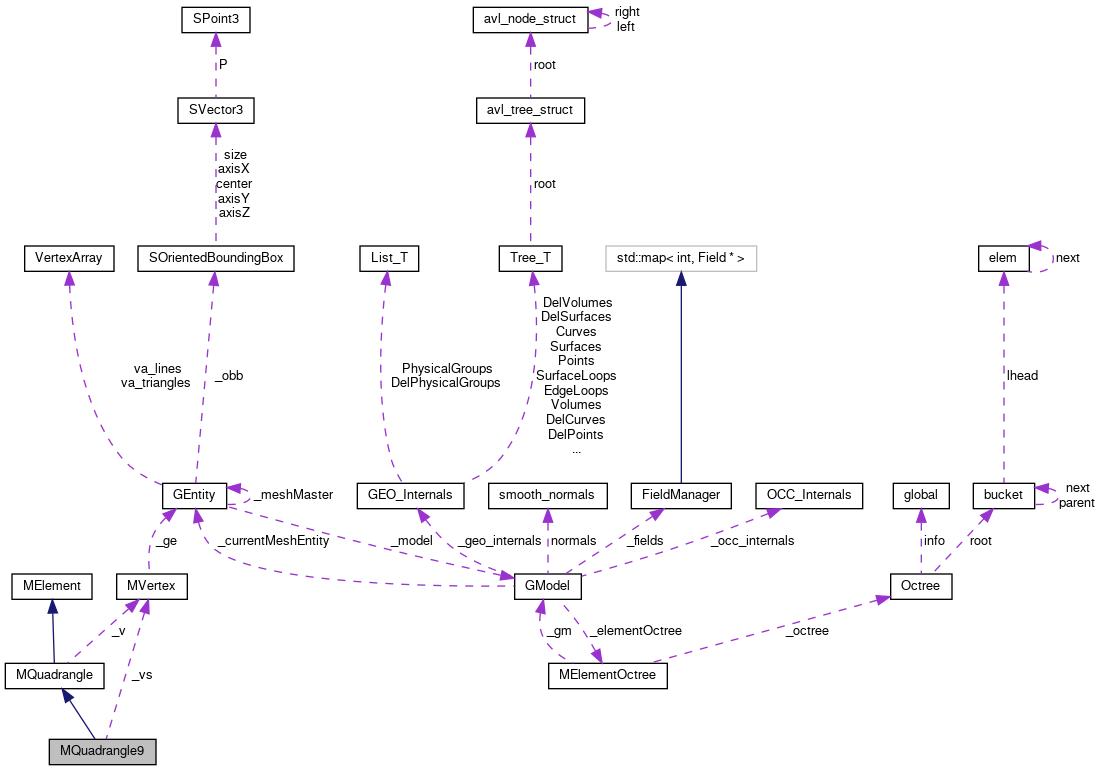 SPoint3
avl_node_struct
right
left
P
root
SVector3
avl_tree_struct
size
axisX
center
axisY
axisZ
root
VertexArray
SOrientedBoundingBox
List_T
Tree_T
std::map< int, Field * >
elem
next
va_lines
va_triangles
_obb
PhysicalGroups
DelPhysicalGroups
DelVolumes
DelSurfaces
Curves
Surfaces
Points
SurfaceLoops
EdgeLoops
Volumes
DelCurves
DelPoints
...
lhead
GEntity
_meshMaster
GEO_Internals
smooth_normals
FieldManager
OCC_Internals
global
bucket
next
parent
_ge
_currentMeshEntity
_model
_geo_internals
normals
_fields
_occ_internals
info
root
MElement
MVertex
GModel
Octree
_v
_gm
_elementOctree
_octree
MQuadrangle
_vs
MElementOctree
MQuadrangle9